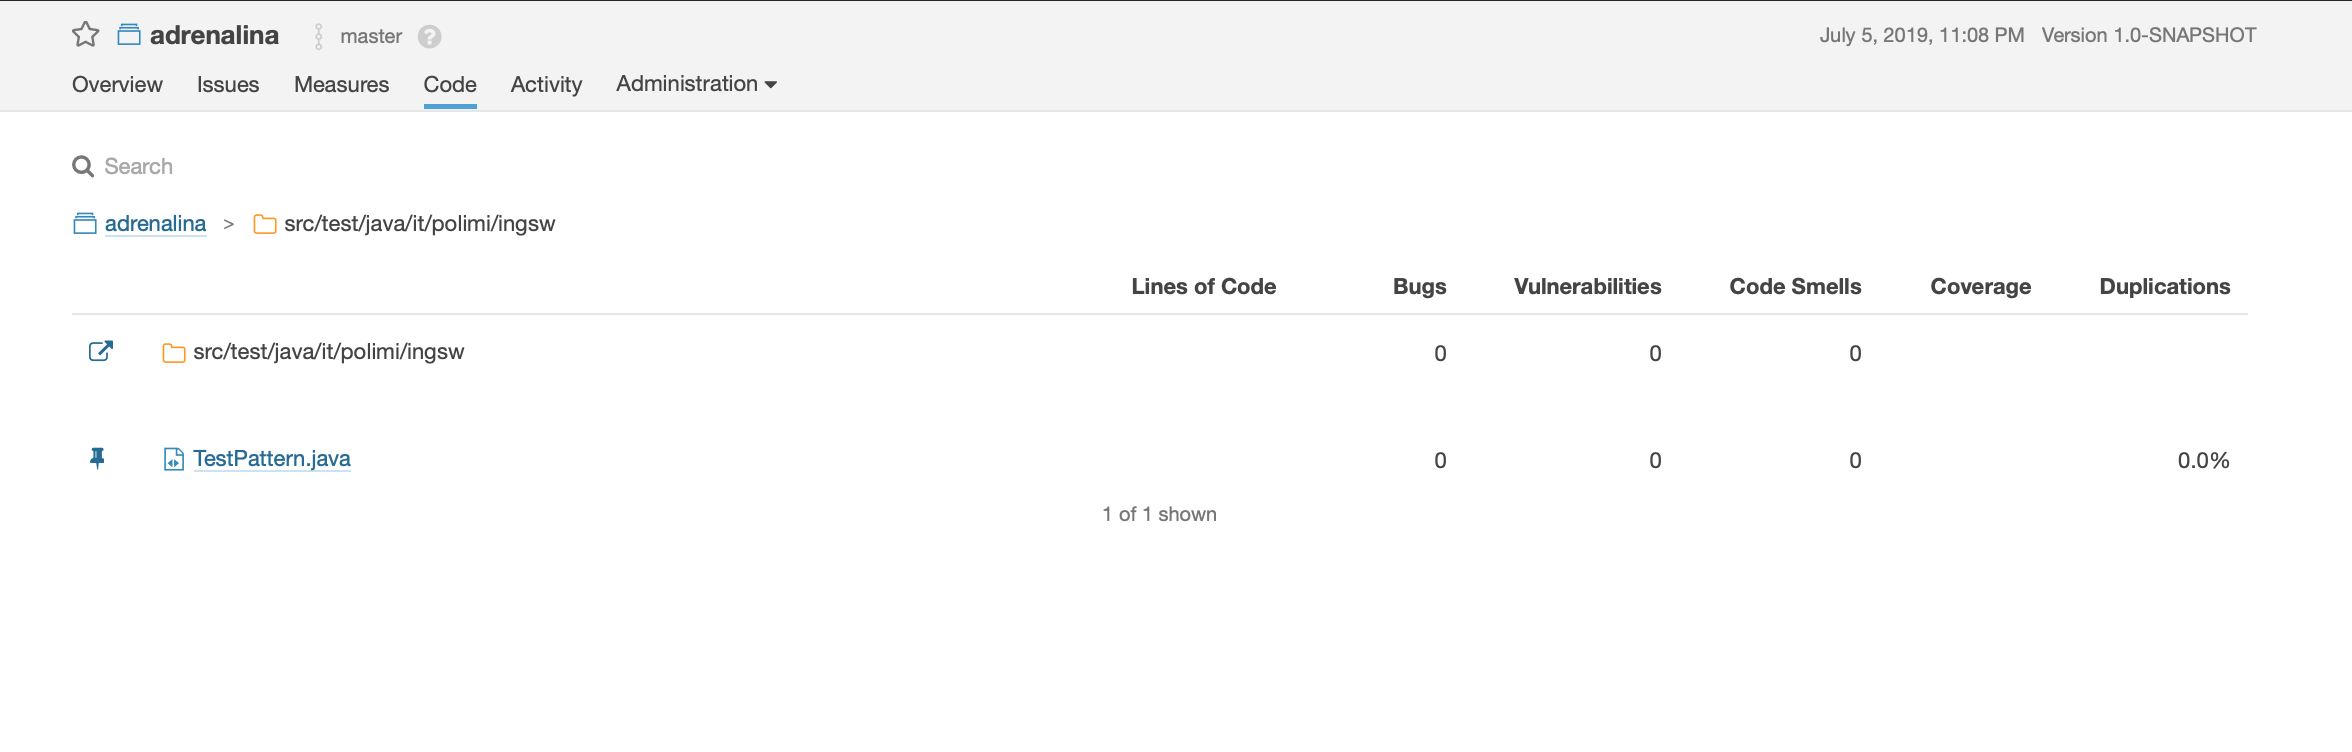 adrenalina master ? July 5, 2019, 11:08 PM Version 1.0-SNAPSHOT
Overview Issues Measures Code Activity Administration
Search
adrenalina > src/test/java/it/polimi/ingsw
Lines of Code Bugs Vulnerabilities Code Smells Coverage Duplications
src/test/java/it/polimi/ingsw 0 0 0
TestPattern.java 0 0 0 0.0%
1 of 1 shown